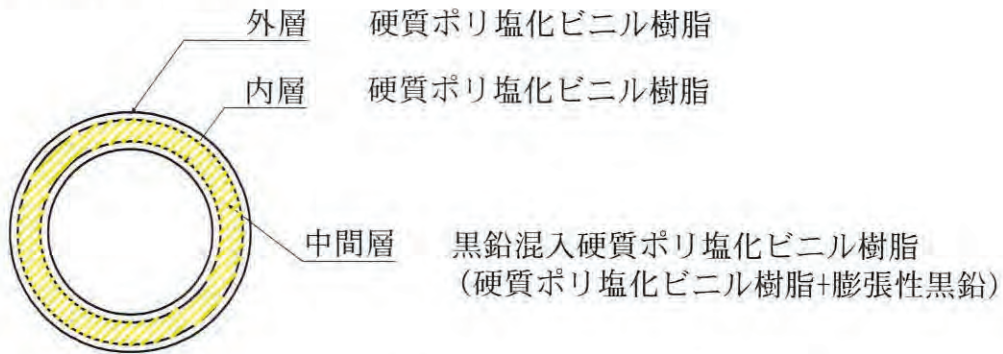 外層 硬質ポリ塩化ビニル樹脂
内層 硬質ポリ塩化ビニル樹脂
中間層 黒鉛混入硬質ポリ塩化ビニル樹脂
(硬質ポリ塩化ビニル樹脂+膨張性黒鉛)